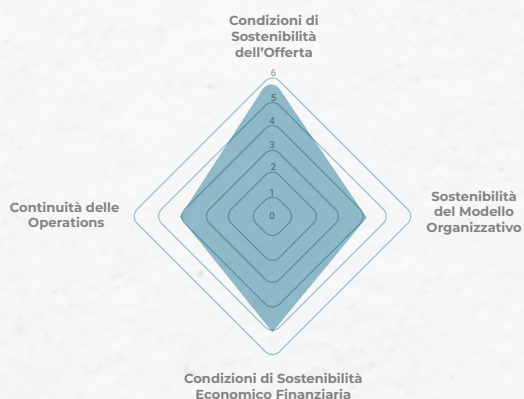 Condizioni di
Sostenibilità
dell'Offerta
6
5
4
3
2
1
0
Continuità delle
Operations
Sostenibilità
del Modello
Organizzativo
Condizioni di Sostenibilità
Economico Finanziaria